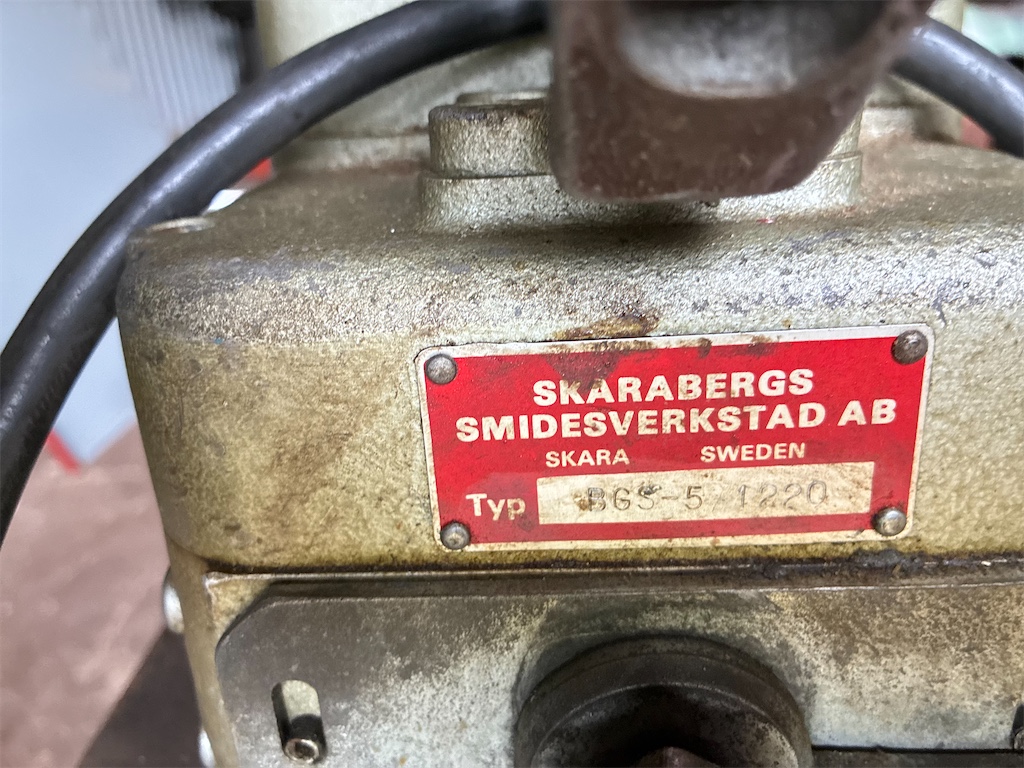 SKARABERGS
SMIDESVERKSTAD AB
SKARA SWEDEN
Typ BGS-5 1220